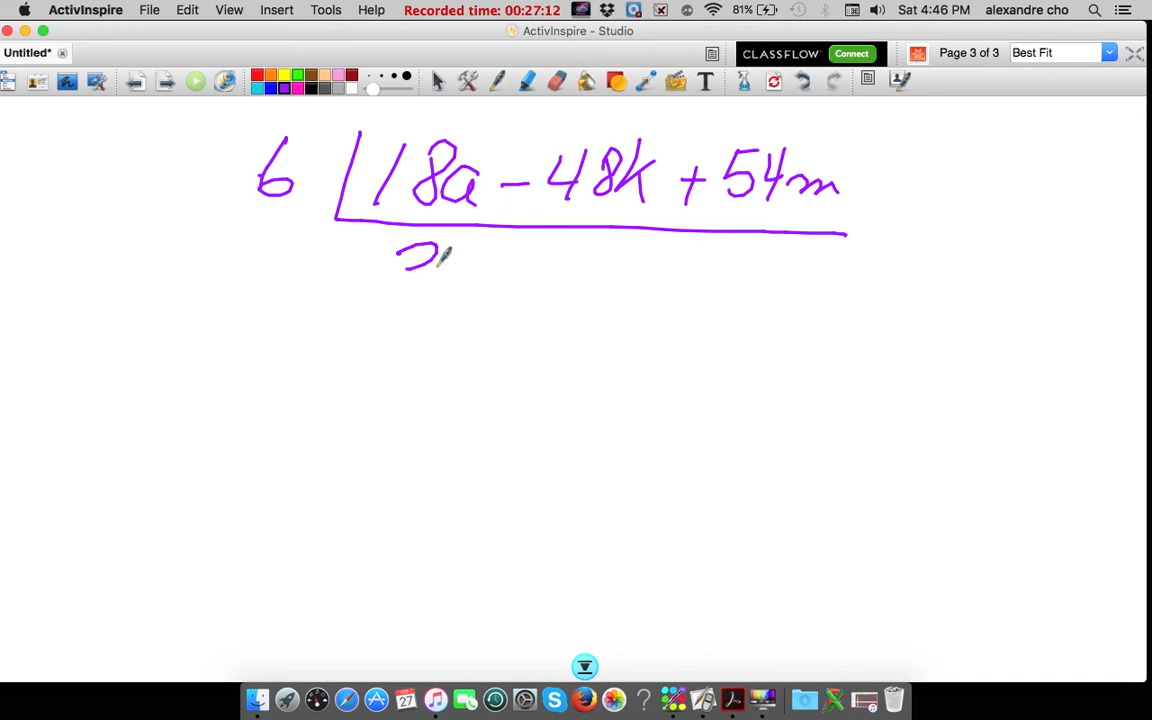 ActivInspire File Edit View Insert Tools Help Recorded time: 00:27:12 81% Sat 4:46 PM alexandre cho
ActivInspire - Studio
Untitled* CLASSFLOW Connect Page 3 of 3 Best Fit
6 18a - 48k + 54m